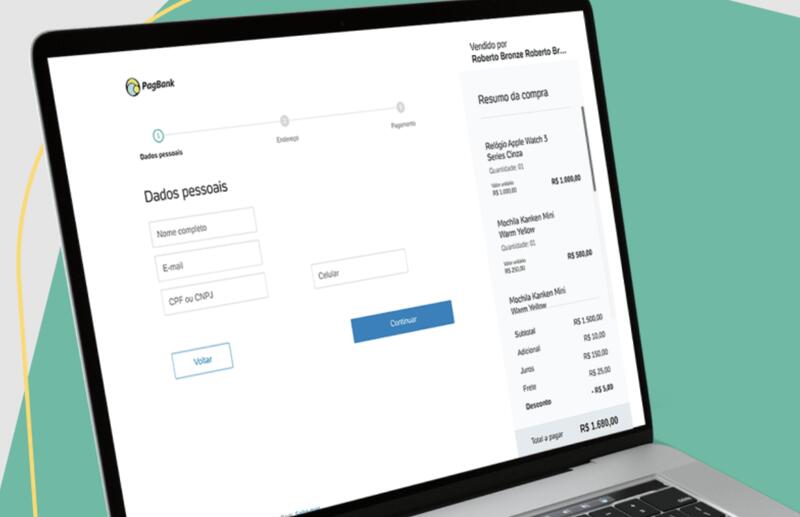 PagBank
Vendido por
Roberto Bronze Roberto Br...
Dados pessoais
Endereço
Pagamento
Dados pessoais
Nome completo
E-mail
CPF ou CNPJ
Celular
Voltar
Continuar
Resumo da compra
Relógio Apple Watch 3
Series Cinza
Quantidade: 01
Valor unitário
R$ 1.000,00
R$ 1.000,00
Mochila Kanken Mini
Warm Yellow
Quantidade: 01
Valor unitário
R$ 250,00
R$ 580,00
Mochila Kanken Mini
Warm Yellow
Subtotal R$ 1.500,00
Adicional R$ 10,00
Juros R$ 150,00
Frete R$ 25,00
Desconto - R$ 5,00
Total a pagar R$ 1.680,00